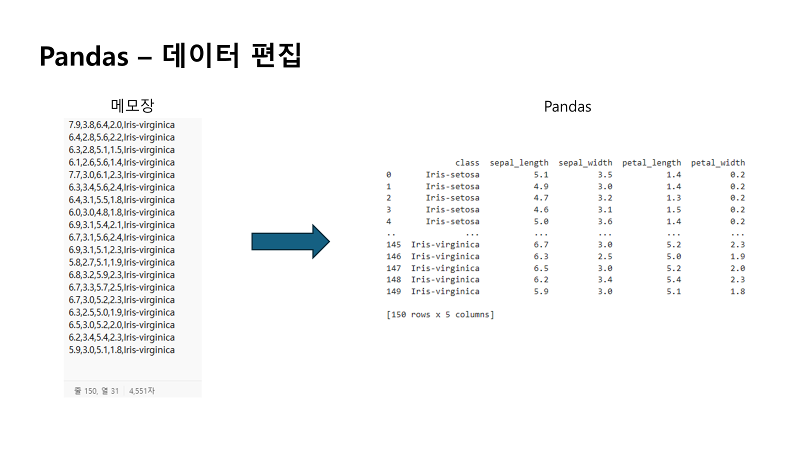 Pandas – 데이터 편집
메모장
7.9,3.8,6.4,2.0,Iris-virginica
6.4,2.8,5.6,2.2,Iris-virginica
6.3,2.8,5.1,1.5,Iris-virginica
6.1,2.6,5.6,1.4,Iris-virginica
7.7,3.0,6.1,2.3,Iris-virginica
6.3,3.4,5.6,2.4,Iris-virginica
6.4,3.1,5.5,1.8,Iris-virginica
6.0,3.0,4.8,1.8,Iris-virginica
6.9,3.1,5.4,2.1,Iris-virginica
6.7,3.1,5.6,2.4,Iris-virginica
6.9,3.1,5.1,2.3,Iris-virginica
5.8,2.7,5.1,1.9,Iris-virginica
6.8,3.2,5.9,2.3,Iris-virginica
6.7,3.3,5.7,2.5,Iris-virginica
6.7,3.0,5.2,2.3,Iris-virginica
6.3,2.5,5.0,1.9,Iris-virginica
6.5,3.0,5.2,2.0,Iris-virginica
6.2,3.4,5.4,2.3,Iris-virginica
5.9,3.0,5.1,1.8,Iris-virginica
줄 150, 열 31 4,551자
Pandas
class sepal_length sepal_width petal_length petal_width
0 Iris-setosa 5.1 3.5 1.4 0.2
1 Iris-setosa 4.9 3.0 1.4 0.2
2 Iris-setosa 4.7 3.2 1.3 0.2
3 Iris-setosa 4.6 3.1 1.5 0.2
4 Iris-setosa 5.0 3.6 1.4 0.2
.. ... ... ... ... ...
145 Iris-virginica 6.7 3.0 5.2 2.3
146 Iris-virginica 6.3 2.5 5.0 1.9
147 Iris-virginica 6.5 3.0 5.2 2.0
148 Iris-virginica 6.2 3.4 5.4 2.3
149 Iris-virginica 5.9 3.0 5.1 1.8
[150 rows x 5 columns]